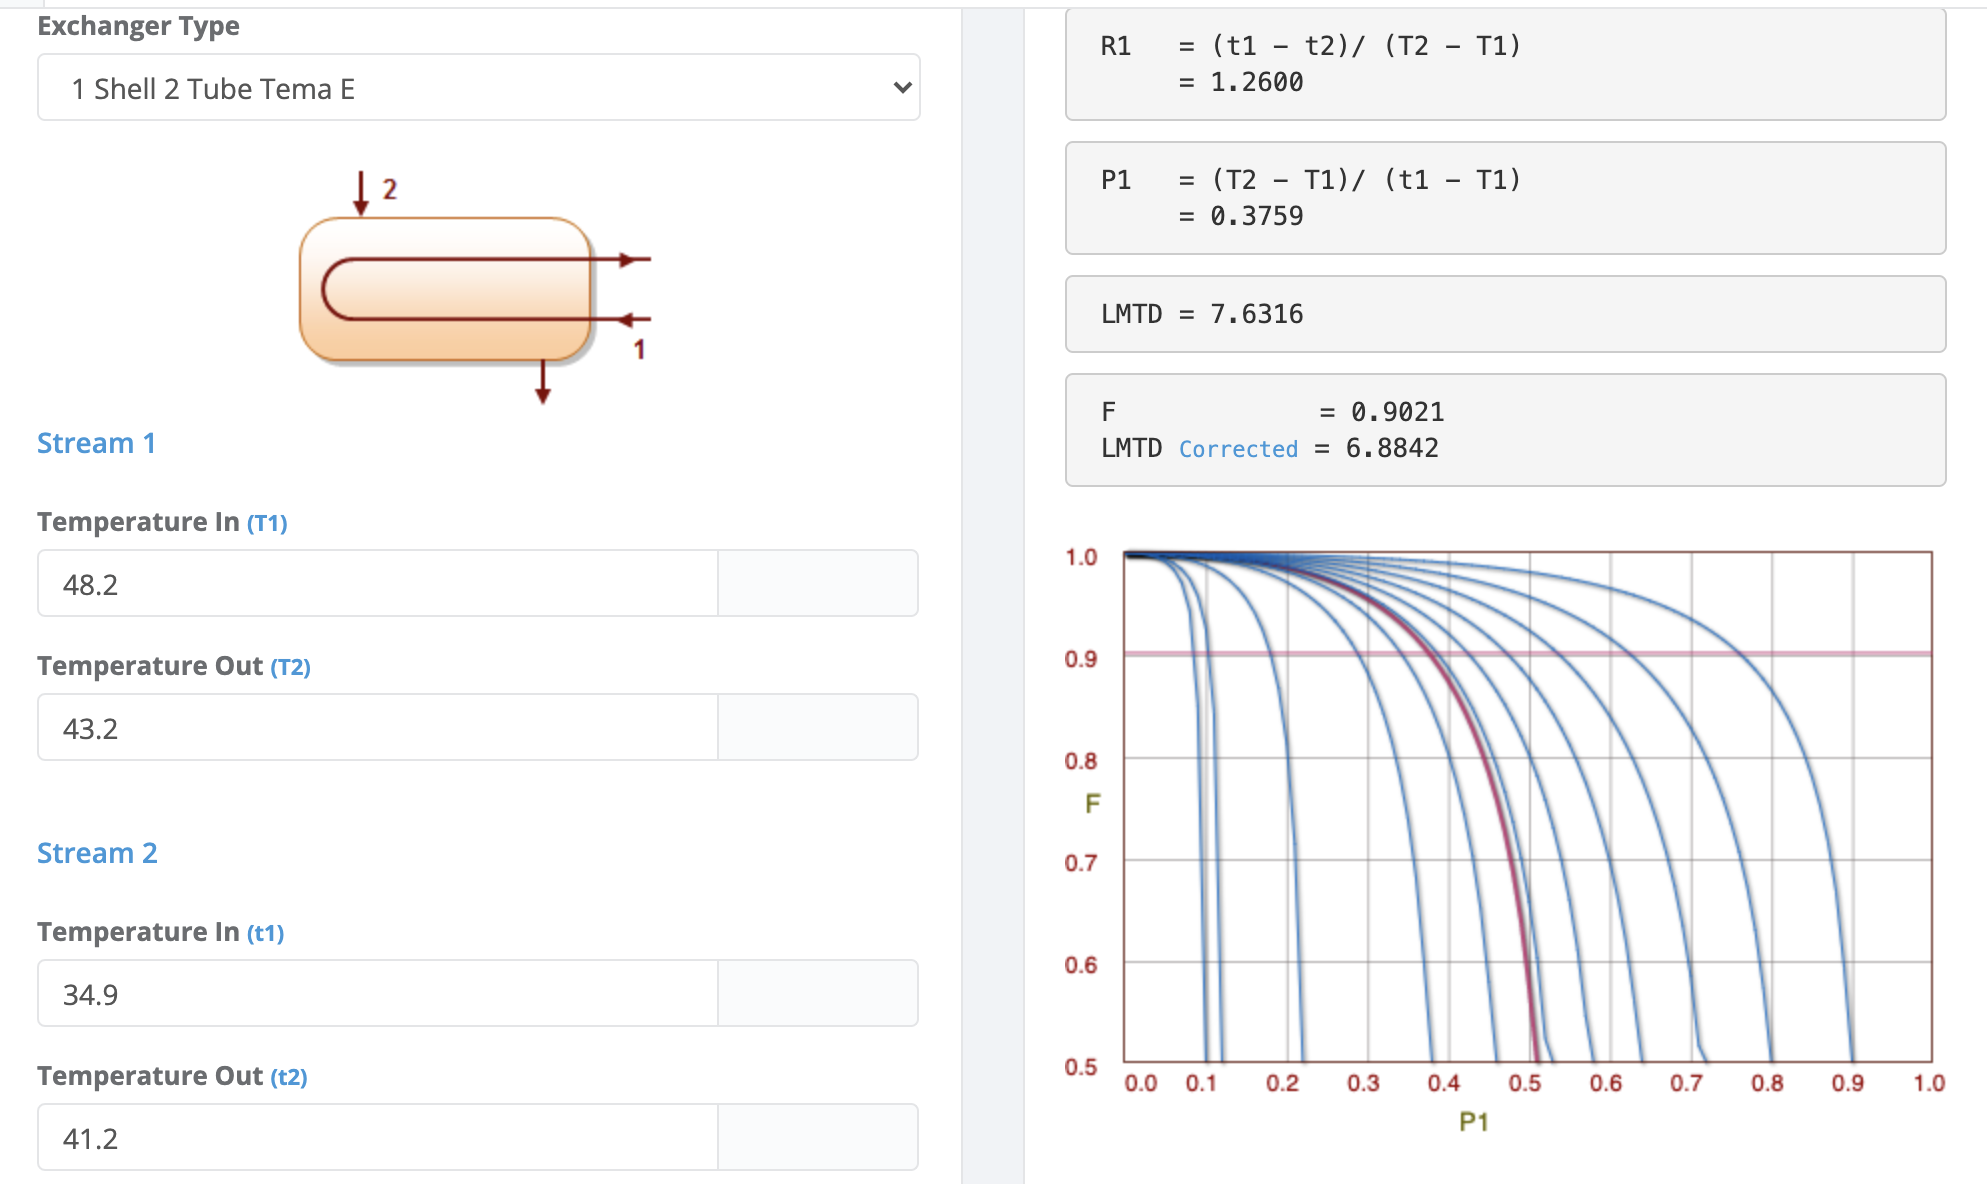 Exchanger Type
1 Shell 2 Tube Tema E
2
1
Stream 1
Temperature In (T1)
48.2
Temperature Out (T2)
43.2
Stream 2
Temperature In (t1)
34.9
Temperature Out (t2)
41.2
R1 = (t1 − t2)/ (T2 − T1)
= 1.2600
P1 = (T2 − T1)/ (t1 − T1)
= 0.3759
LMTD = 7.6316
F = 0.9021
LMTD Corrected = 6.8842
1.0
0.9
0.8
F
0.7
0.6
0.5
0.0 0.1 0.2 0.3 0.4 0.5 0.6 0.7 0.8 0.9 1.0
P1